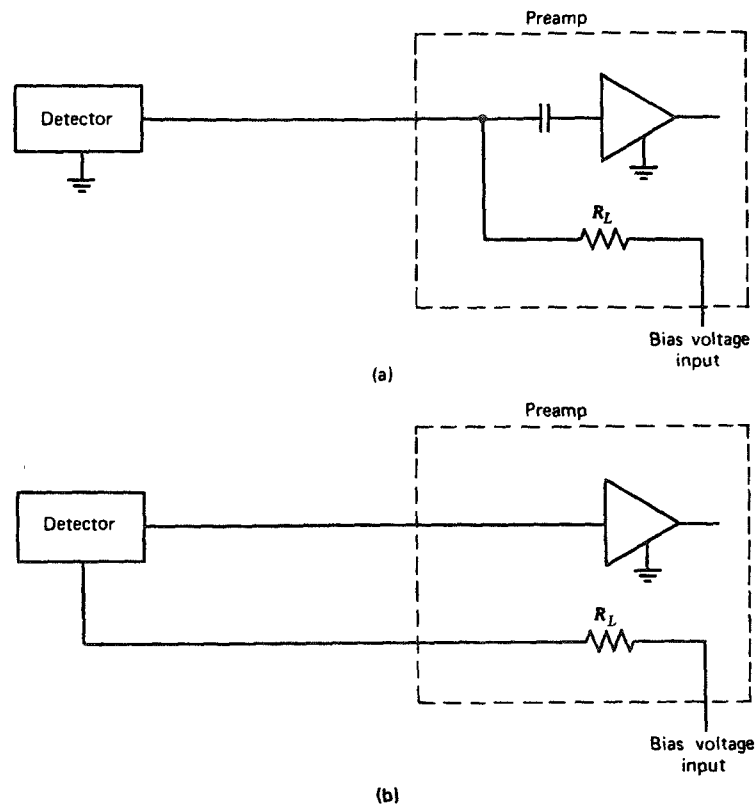 Preamp
Detector
R_L
Bias voltage
input
(a)
Preamp
Detector
R_L
Bias voltage
input
(b)